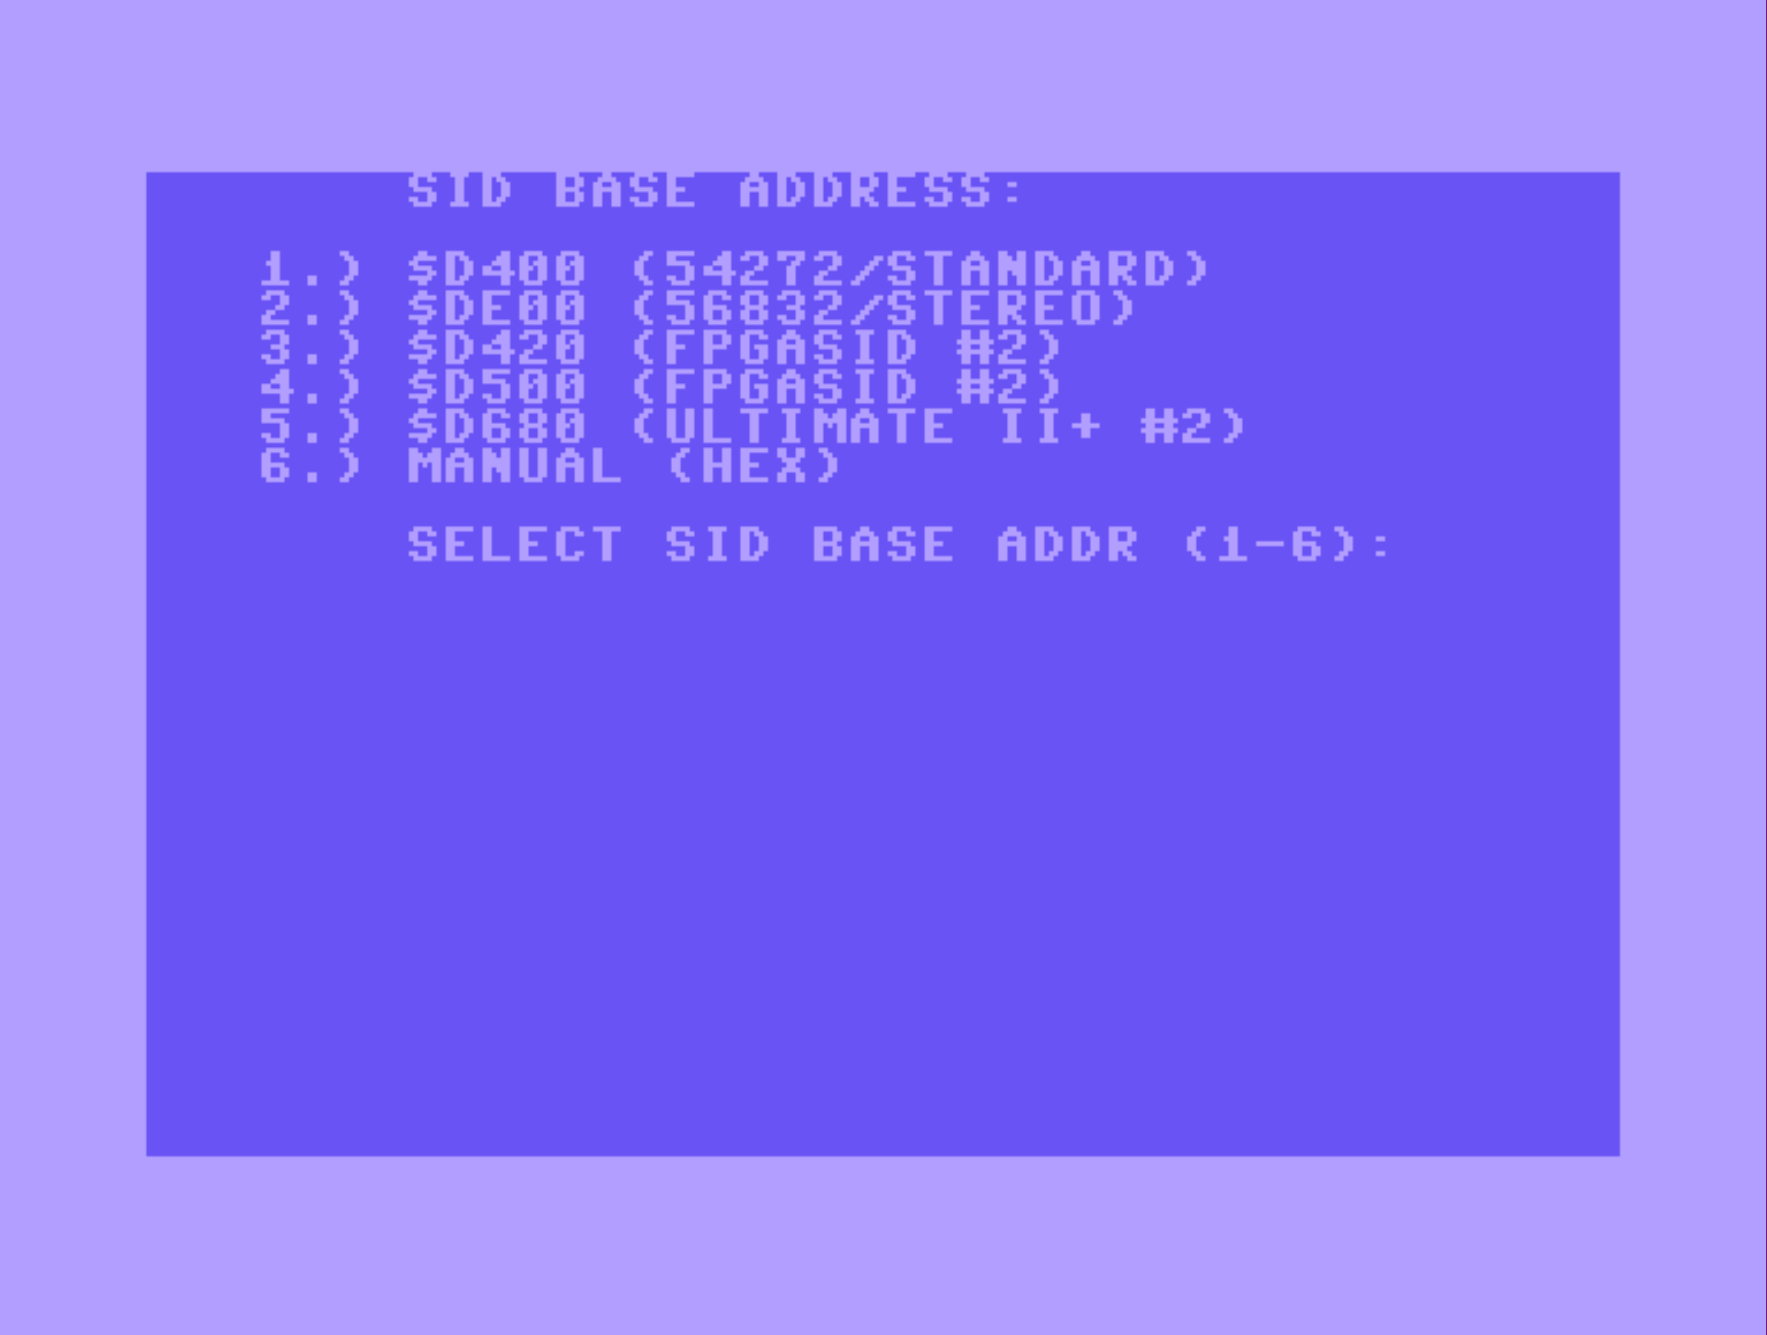 SID BASE ADDRESS:
1.) $D400 (54272/STANDARD)
2.) $DE00 (56832/STEREO)
3.) $D420 (FPGASID #2)
4.) $D500 (FPGASID #2)
5.) $D680 (ULTIMATE II+ #2)
6.) MANUAL (HEX)
SELECT SID BASE ADDR (1-6):